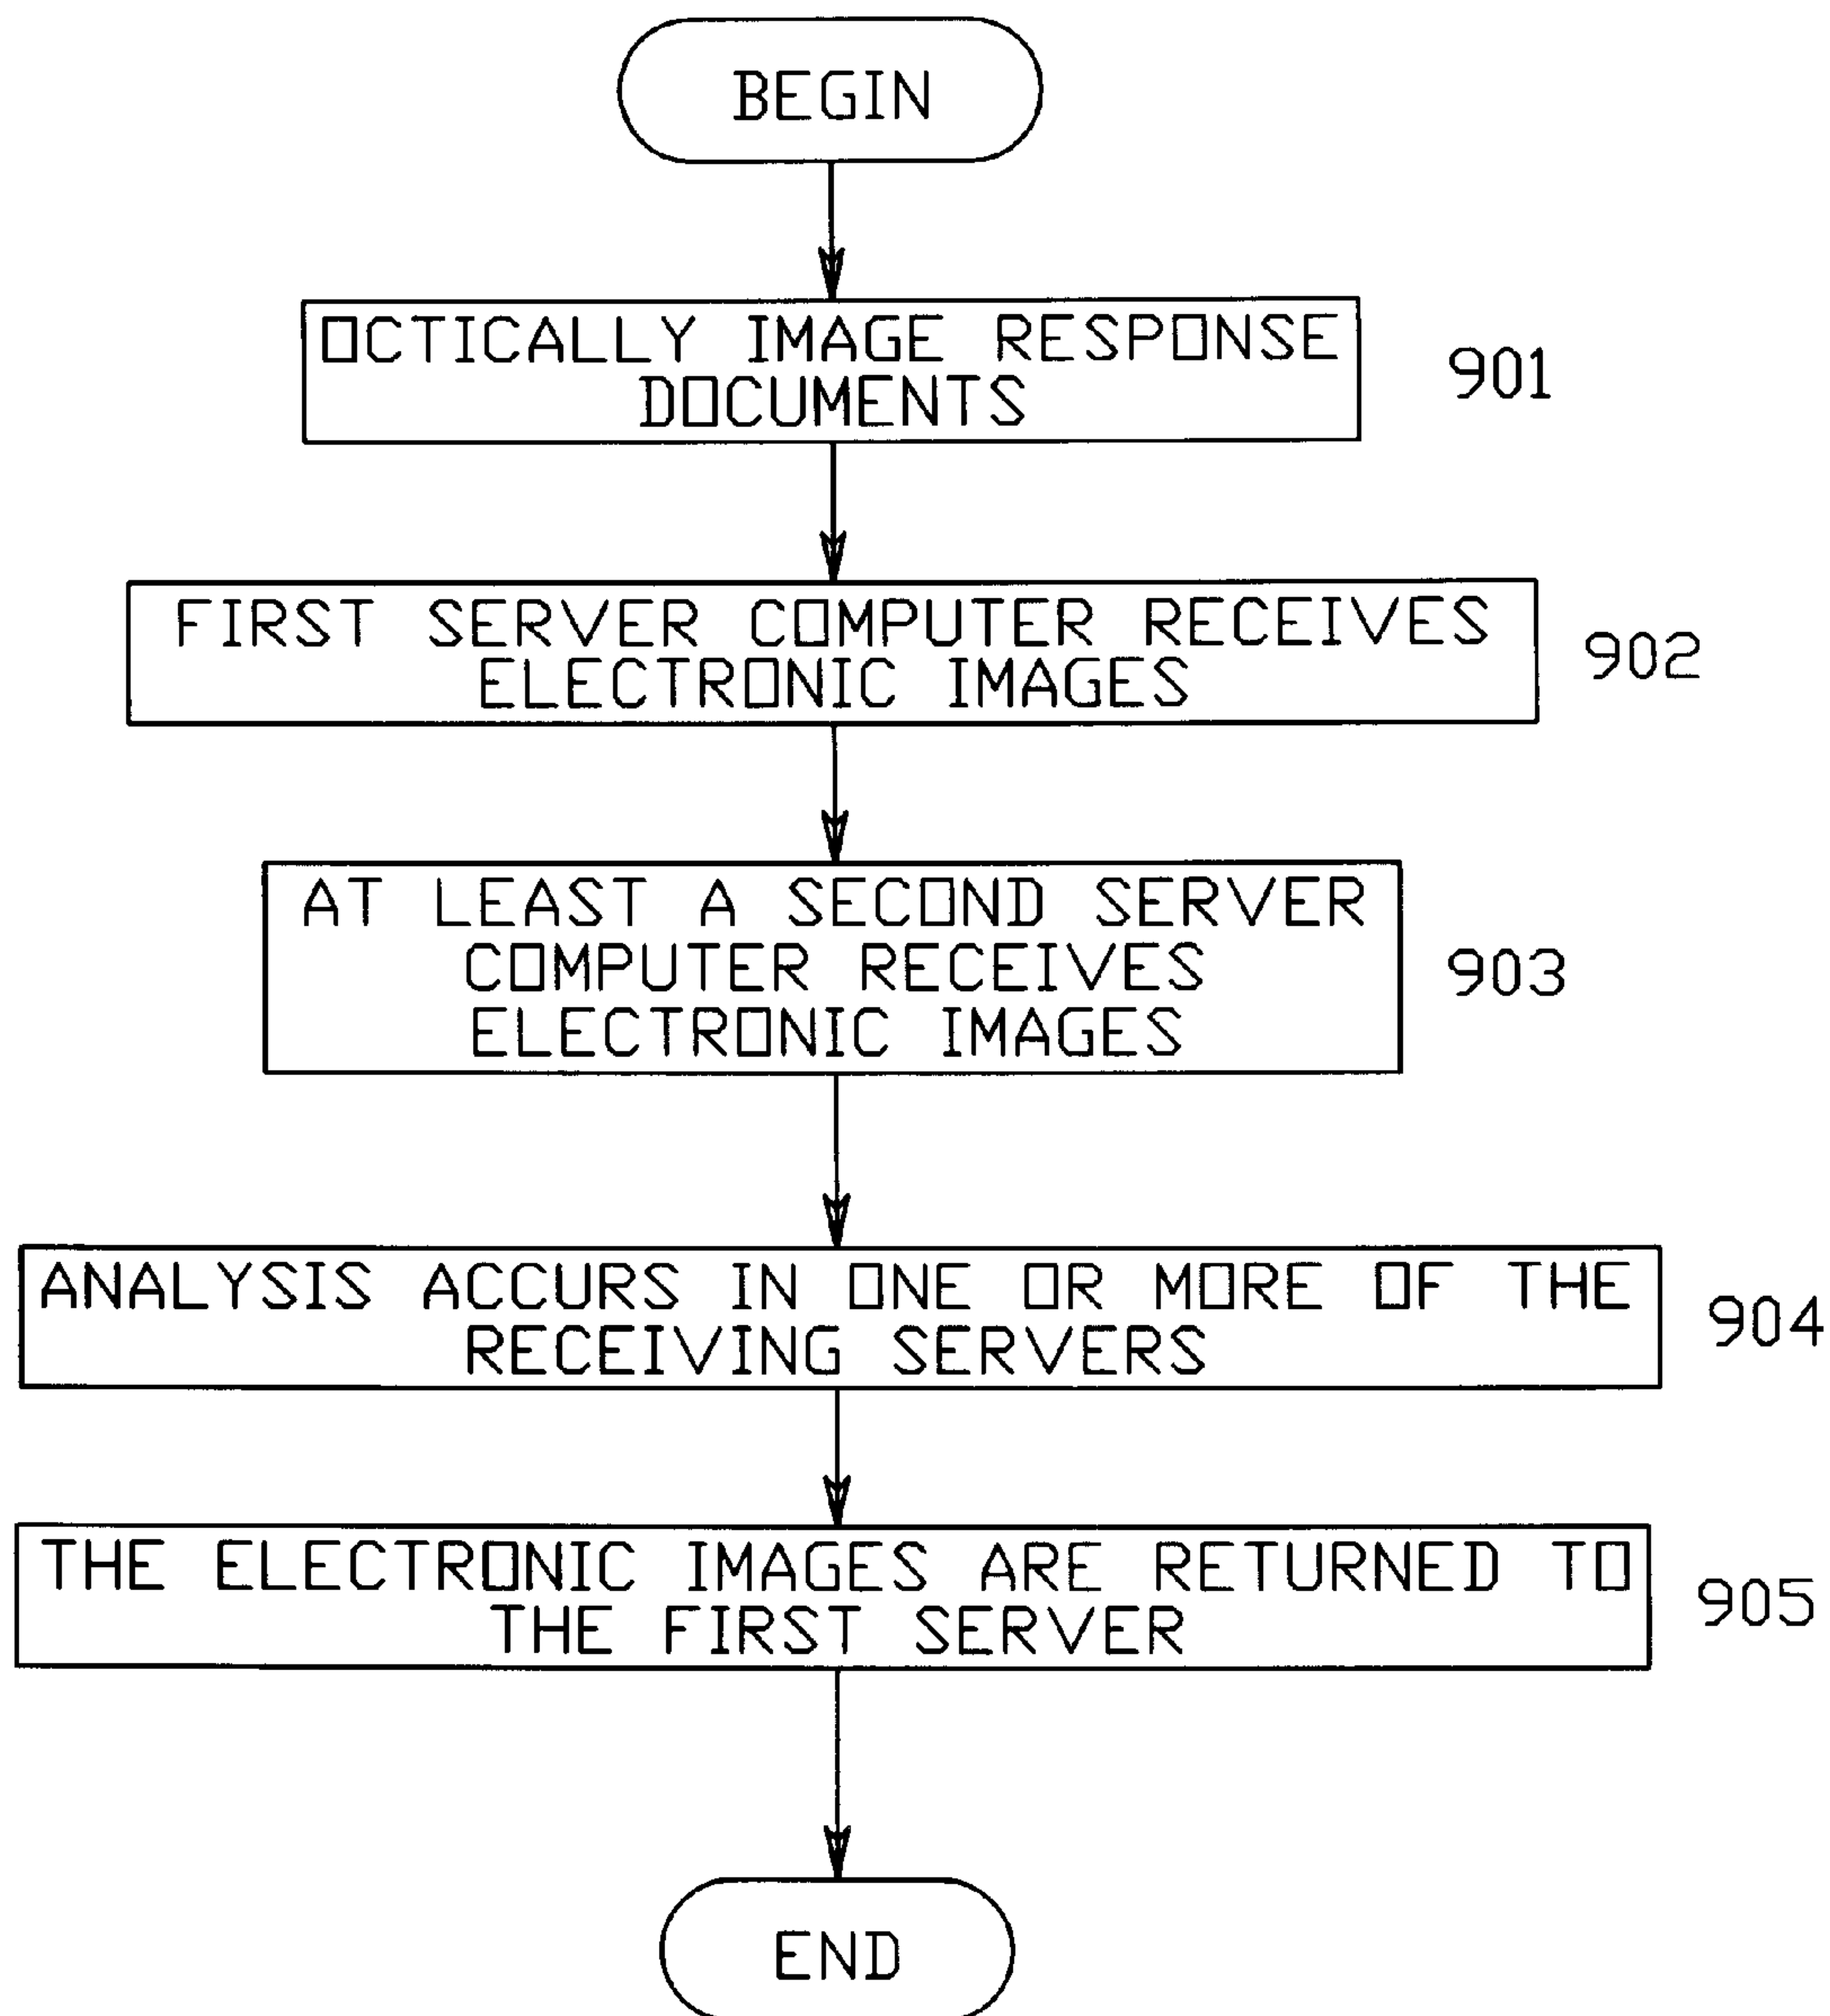 BEGIN
OCTICALLY IMAGE RESPONSE
DOCUMENTS
901
FIRST SERVER COMPUTER RECEIVES
ELECTRONIC IMAGES
902
AT LEAST A SECOND SERVER
COMPUTER RECEIVES
ELECTRONIC IMAGES
903
ANALYSIS ACCURS IN ONE OR MORE OF THE
RECEIVING SERVERS
904
THE ELECTRONIC IMAGES ARE RETURNED TO
THE FIRST SERVER
905
END